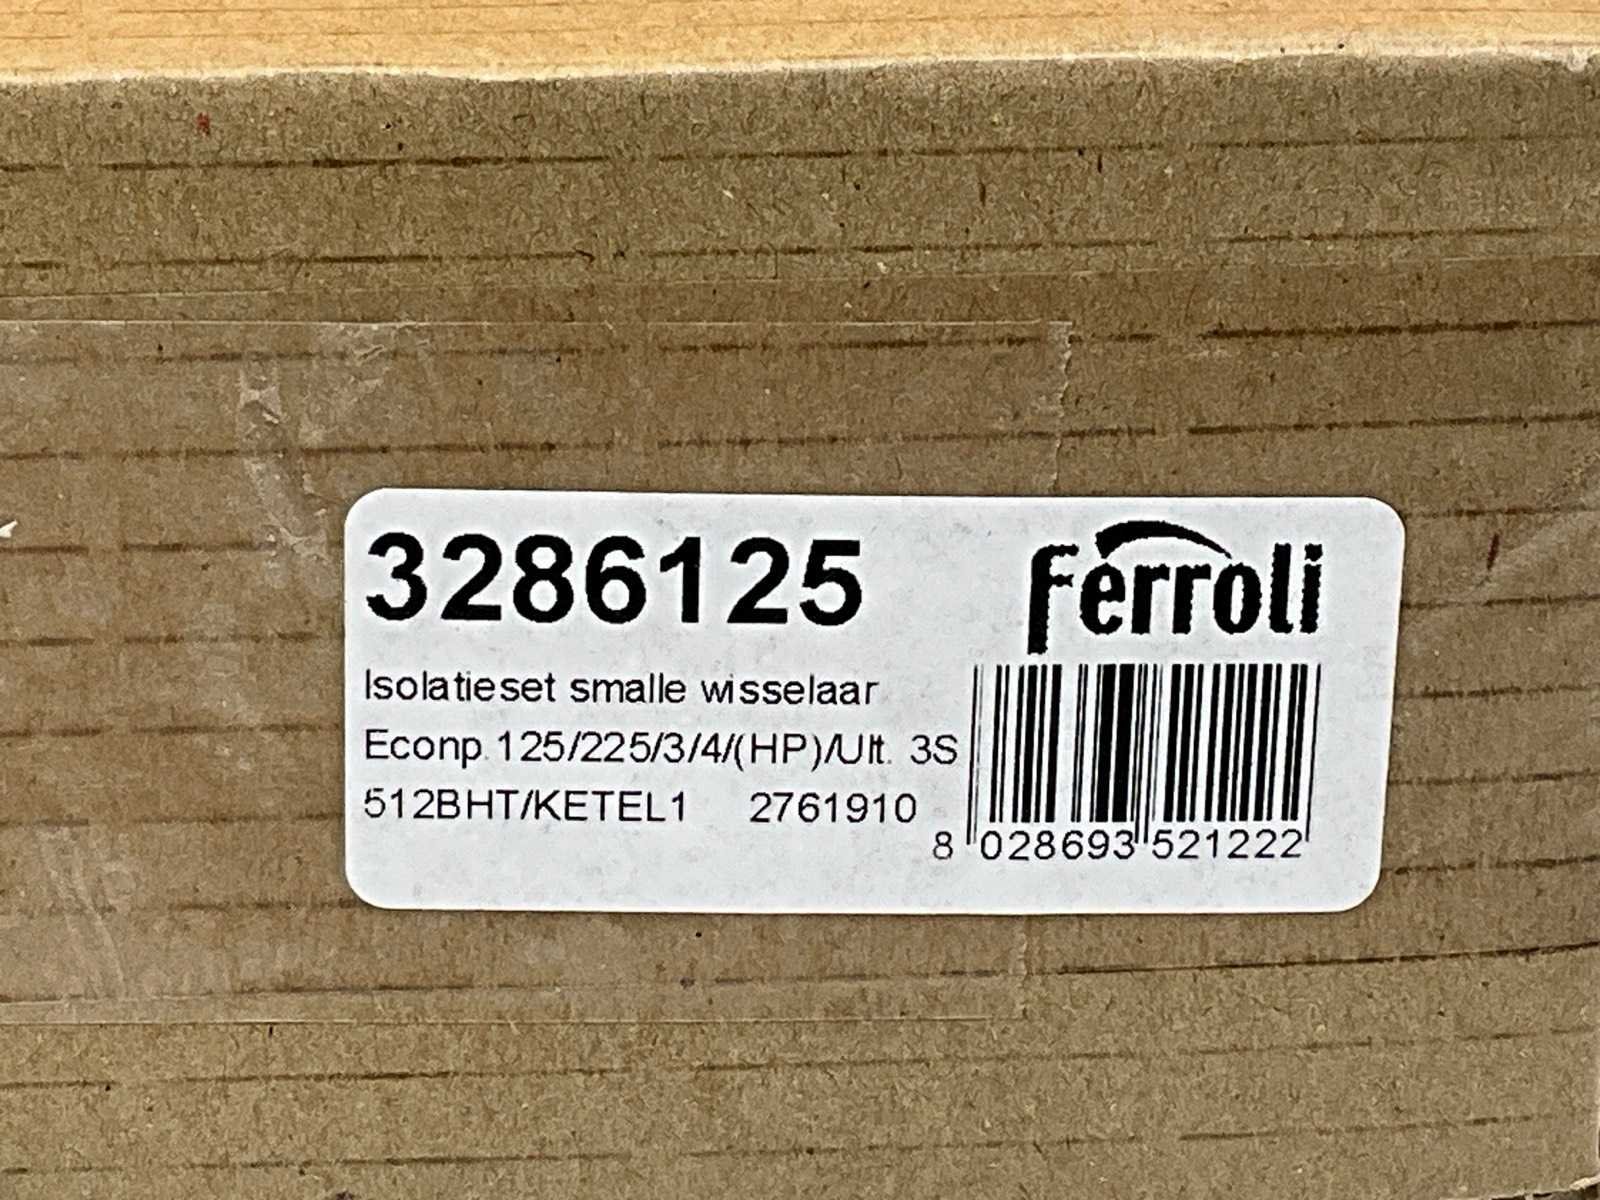 3286125
ferroli
Isolatieset smalle wisselaar
Econp. 125/225/3/4/(HP)/Ult. 3S
512BHT/KETEL1 2761910
8 028693 521222